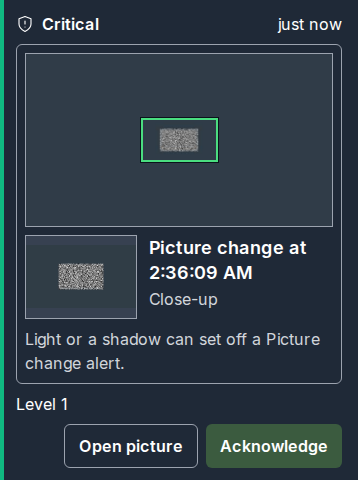 Critical
just now
Picture change at
2:36:09 AM
Close-up
Light or a shadow can set off a Picture
change alert.
Level 1
Open picture
Acknowledge